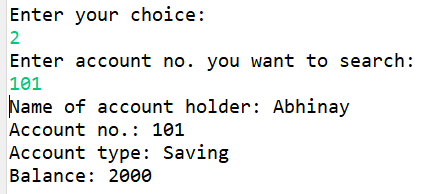 Enter your choice:
2
Enter account no. you want to search:
101
Name of account holder: Abhinay
Account no.: 101
Account type: Saving
Balance: 2000